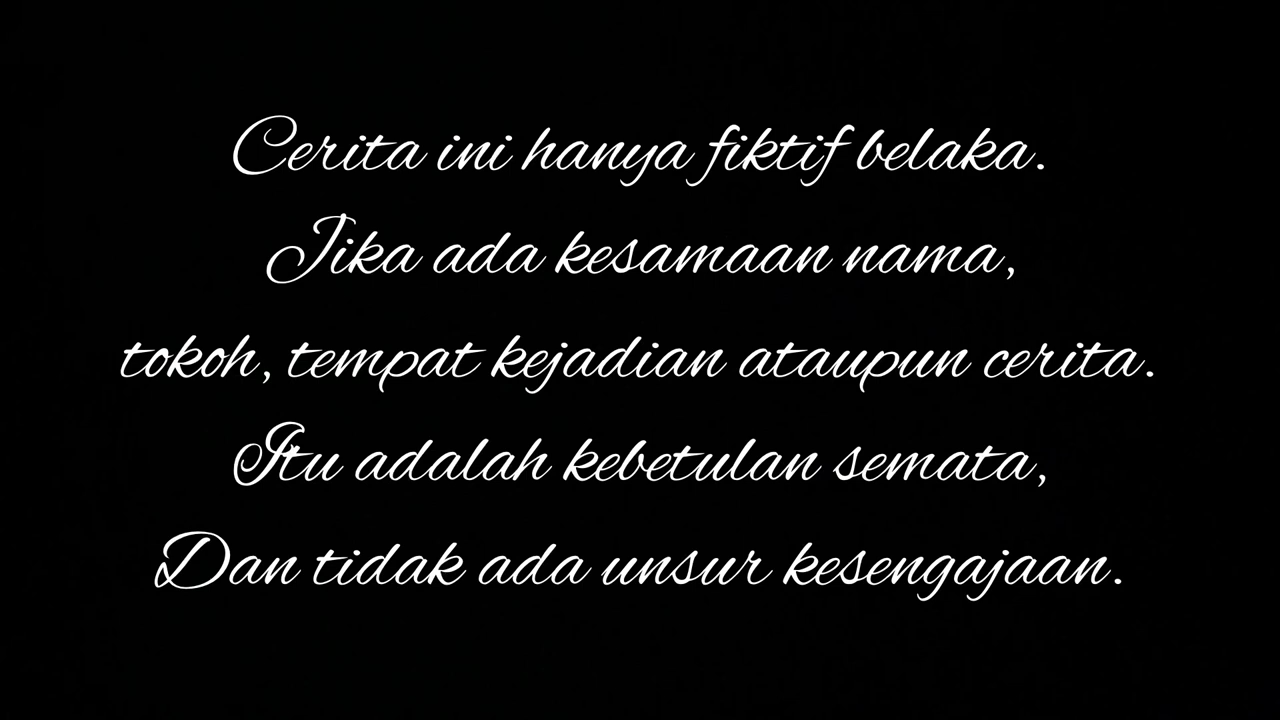 Cerita ini hanya fiktif belaka.
Jika ada kesamaan nama,
tokoh, tempat kejadian ataupun cerita.
Itu adalah kebetulan semata,
Dan tidak ada unsur kesengajaan.